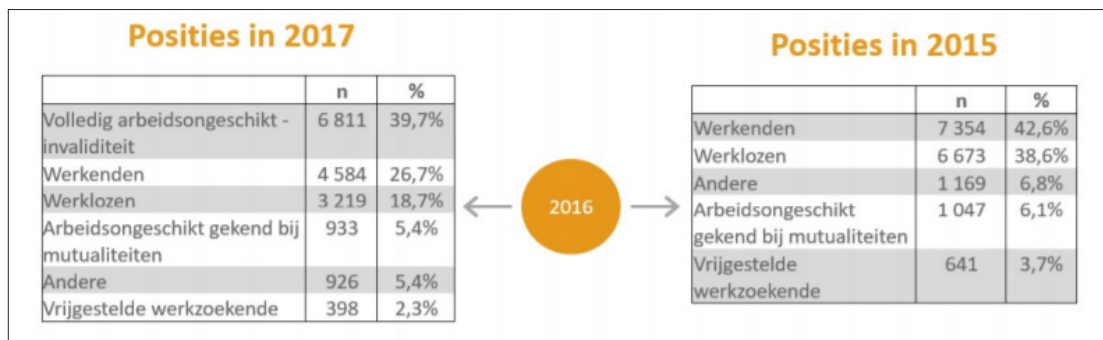 Posities in 2017
n %
Volledig arbeidsongeschikt - 6 811 39,7%
invaliditeit
Werkenden 4 584 26,7%
Werklozen 3 219 18,7%
Arbeidsongeschikt gekend bij 933 5,4%
mutualiteiten
Andere 926 5,4%
Vrijgestelde werkzoekende 398 2,3%
2016
Posities in 2015
n %
Werkenden 7 354 42,6%
Werklozen 6 673 38,6%
Andere 1 169 6,8%
Arbeidsongeschikt 1 047 6,1%
gekend bij mutualiteiten
Vrijgestelde 641 3,7%
werkzoekende